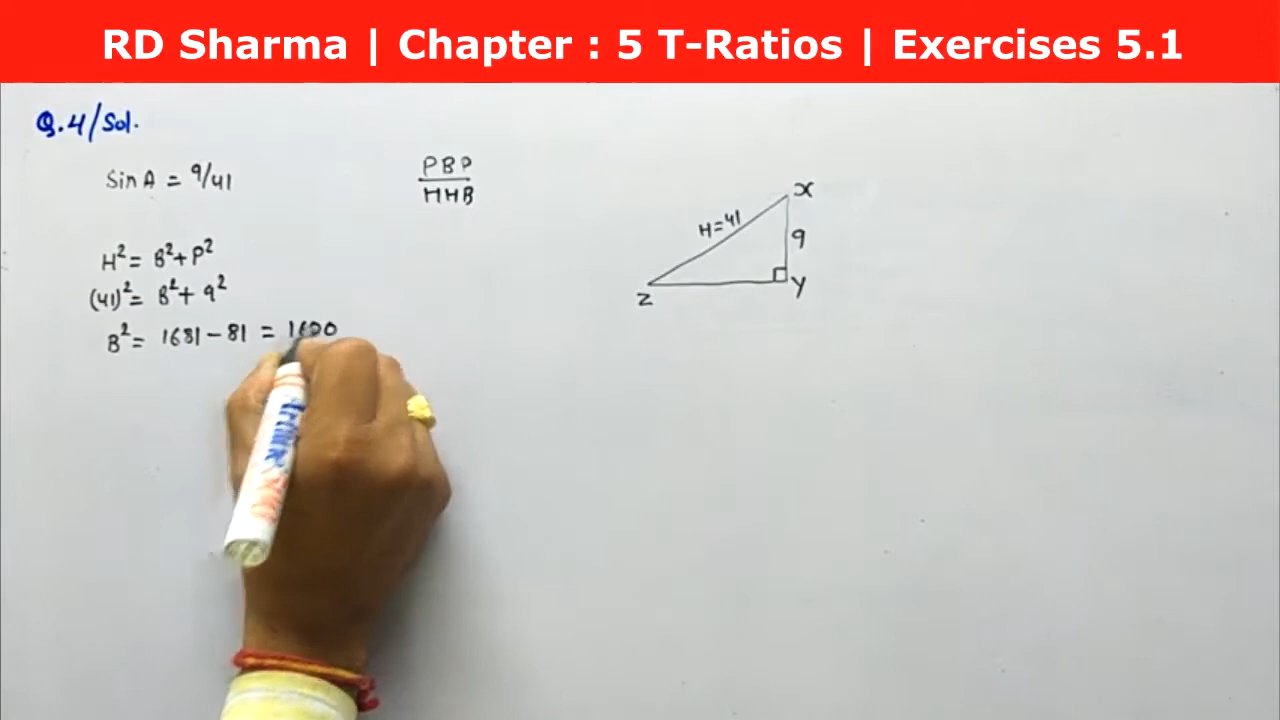 RD Sharma | Chapter : 5 T-Ratios | Exercises 5.1
Q.4/Sol.
Sin A = 9/41
PBP
HHB
H² = B² + P²
(41)² = B² + 9²
B² = 1681 - 81 = 1600
H = 41
x
9
y
z